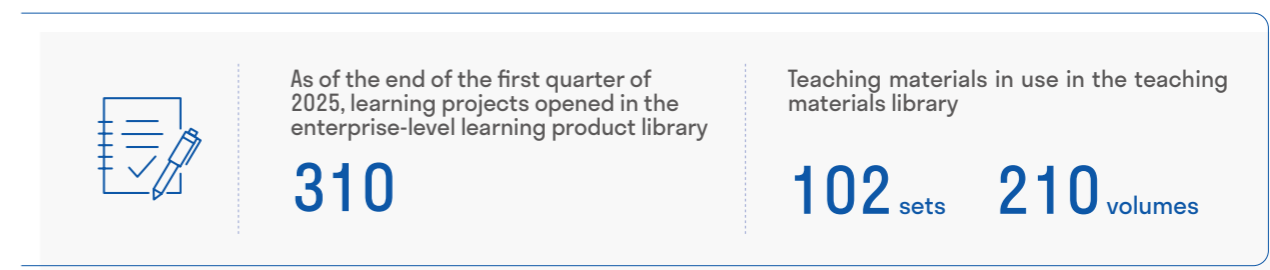 As of the end of the first quarter of
2025, learning projects opened in the
enterprise-level learning product library
310
Teaching materials in use in the teaching
materials library
102 sets 210 volumes